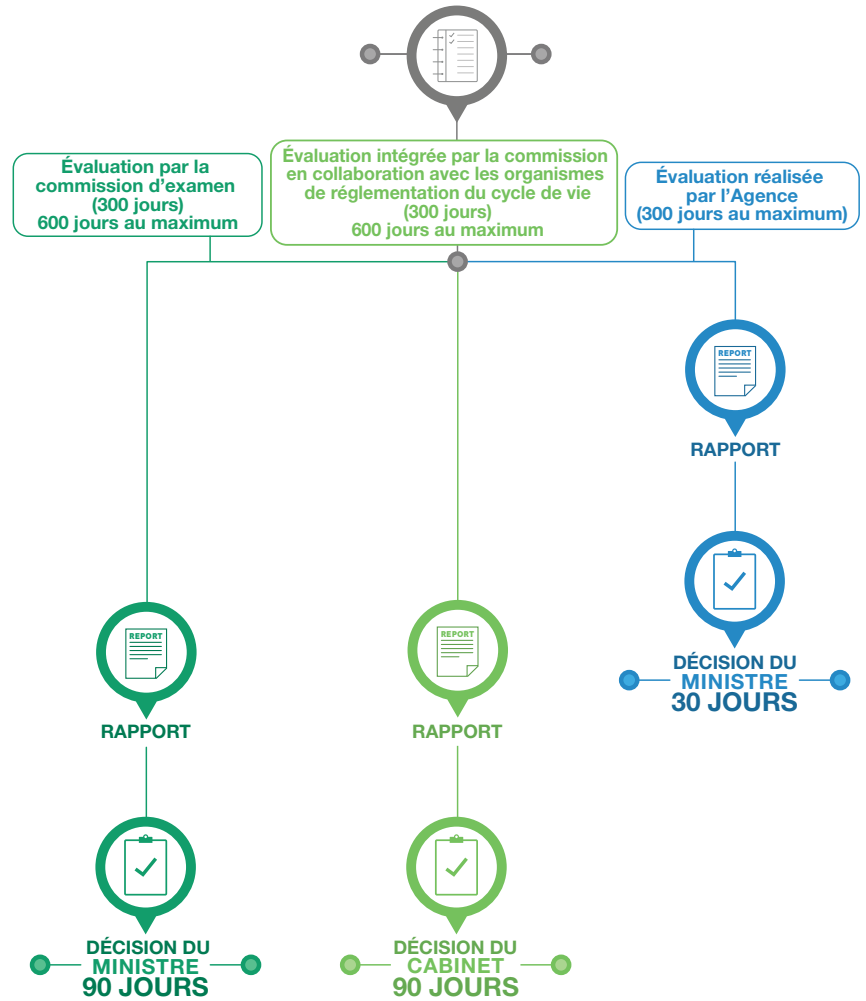 Évaluation par la
commission d'examen
(300 jours)
600 jours au maximum
Évaluation intégrée par la commission
en collaboration avec les organismes
de réglementation du cycle de vie
(300 jours)
600 jours au maximum
Évaluation réalisée
par l'Agence
(300 jours au maximum)
REPORT
RAPPORT
DÉCISION DU
MINISTRE
30 JOURS
REPORT
RAPPORT
DÉCISION DU
MINISTRE
90 JOURS
REPORT
RAPPORT
DÉCISION DU
CABINET
90 JOURS